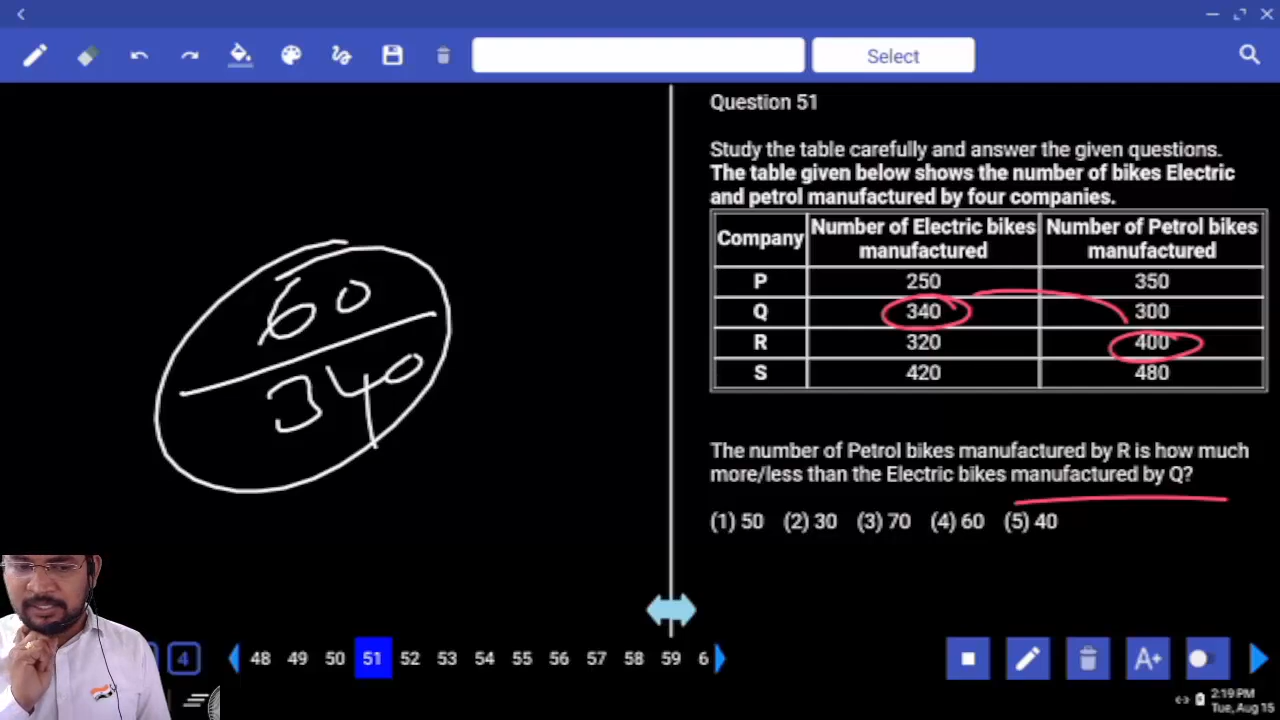 Select
Question 51
Study the table carefully and answer the given questions.
The table given below shows the number of bikes Electric
and petrol manufactured by four companies.
Company Number of Electric bikes manufactured Number of Petrol bikes manufactured
P 250 350
Q 340 300
R 320 400
S 420 480
The number of Petrol bikes manufactured by R is how much
more/less than the Electric bikes manufactured by Q?
(1) 50 (2) 30 (3) 70 (4) 60 (5) 40
60
340
4 48 49 50 51 52 53 54 55 56 57 58 59 6
A+
2:19 PM
Tue, Aug 15